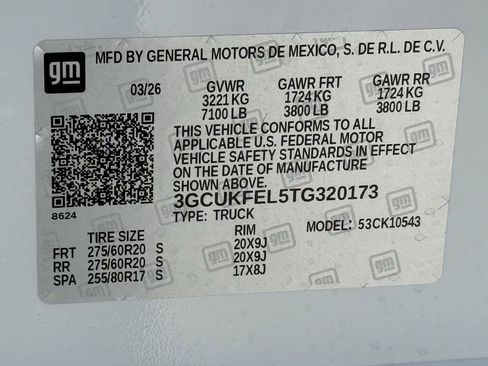 gm
MFD BY GENERAL MOTORS DE MEXICO, S. DE R.L. DE C.V.
03/26 GVWR GAWR FRT GAWR RR
3221 KG 1724 KG 1724 KG
7100 LB 3800 LB 3800 LB
THIS VEHICLE CONFORMS TO ALL
APPLICABLE U.S. FEDERAL MOTOR
VEHICLE SAFETY STANDARDS IN EFFECT
ON THE DATE OF MANUFACTURE
SHOWN ABOVE.
3GCUKFEL5TG320173
8624
TYPE: TRUCK MODEL: 53CK10543
TIRE SIZE RIM
FRT 275/60R20 S 20X9J
RR 275/60R20 S 20X9J
SPA 255/80R17 S 17X8J